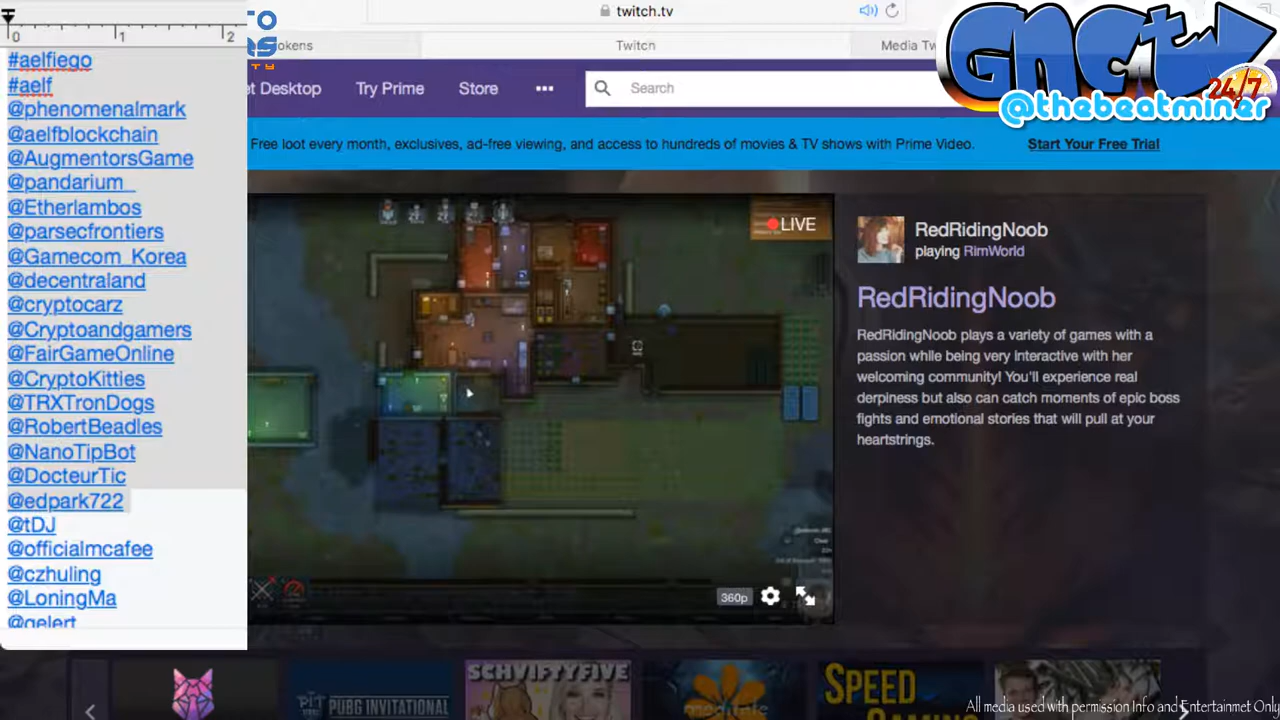 0 1 2
#aelfiego
#aelf
@phenomenalmark
@aelfblockchain
@AugmentorsGame
@pandarium_
@Etherlambos
@parsecfrontiers
@Gamecom_Korea
@decentraland
@cryptocarz
@Cryptoandgamers
@FairGameOnline
@CryptoKitties
@TRXTronDogs
@RobertBeadles
@NanoTipBot
@DocteurTic
@edpark722
@tDJ
@officialmcafee
@czhuling
@LoningMa
@gelert
twitch.tv
okens
Twitch
Media Tw
et Desktop
Try Prime
Store
•••
Search
GNCTV
24/7
@thebeatminer
Free loot every month, exclusives, ad-free viewing, and access to hundreds of movies & TV shows with Prime Video.
Start Your Free Trial
LIVE
360p
RedRidingNoob
playing RimWorld
RedRidingNoob
RedRidingNoob plays a variety of games with a
passion while being very interactive with her
welcoming community! You'll experience real
derpiness but also can catch moments of epic boss
fights and emotional stories that will pull at your
heartstrings.
PIT
PUBG INVITATIONAL
SCHVIFTYFIVE
SPEED
GAMING
All media used with permission Info and Entertainmet Only